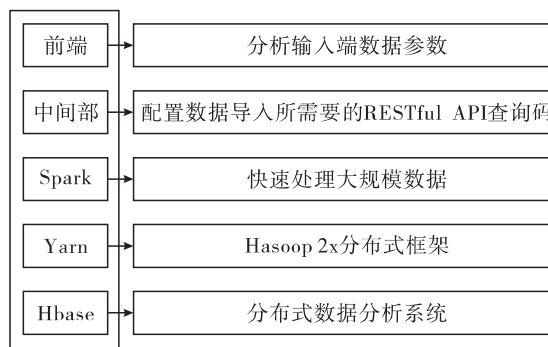 前端
分析输入端数据参数
中间部
配置数据导入所需要的RESTful API查询码
Spark
快速处理大规模数据
Yarn
Hasoop 2x分布式框架
Hbase
分布式数据分析系统